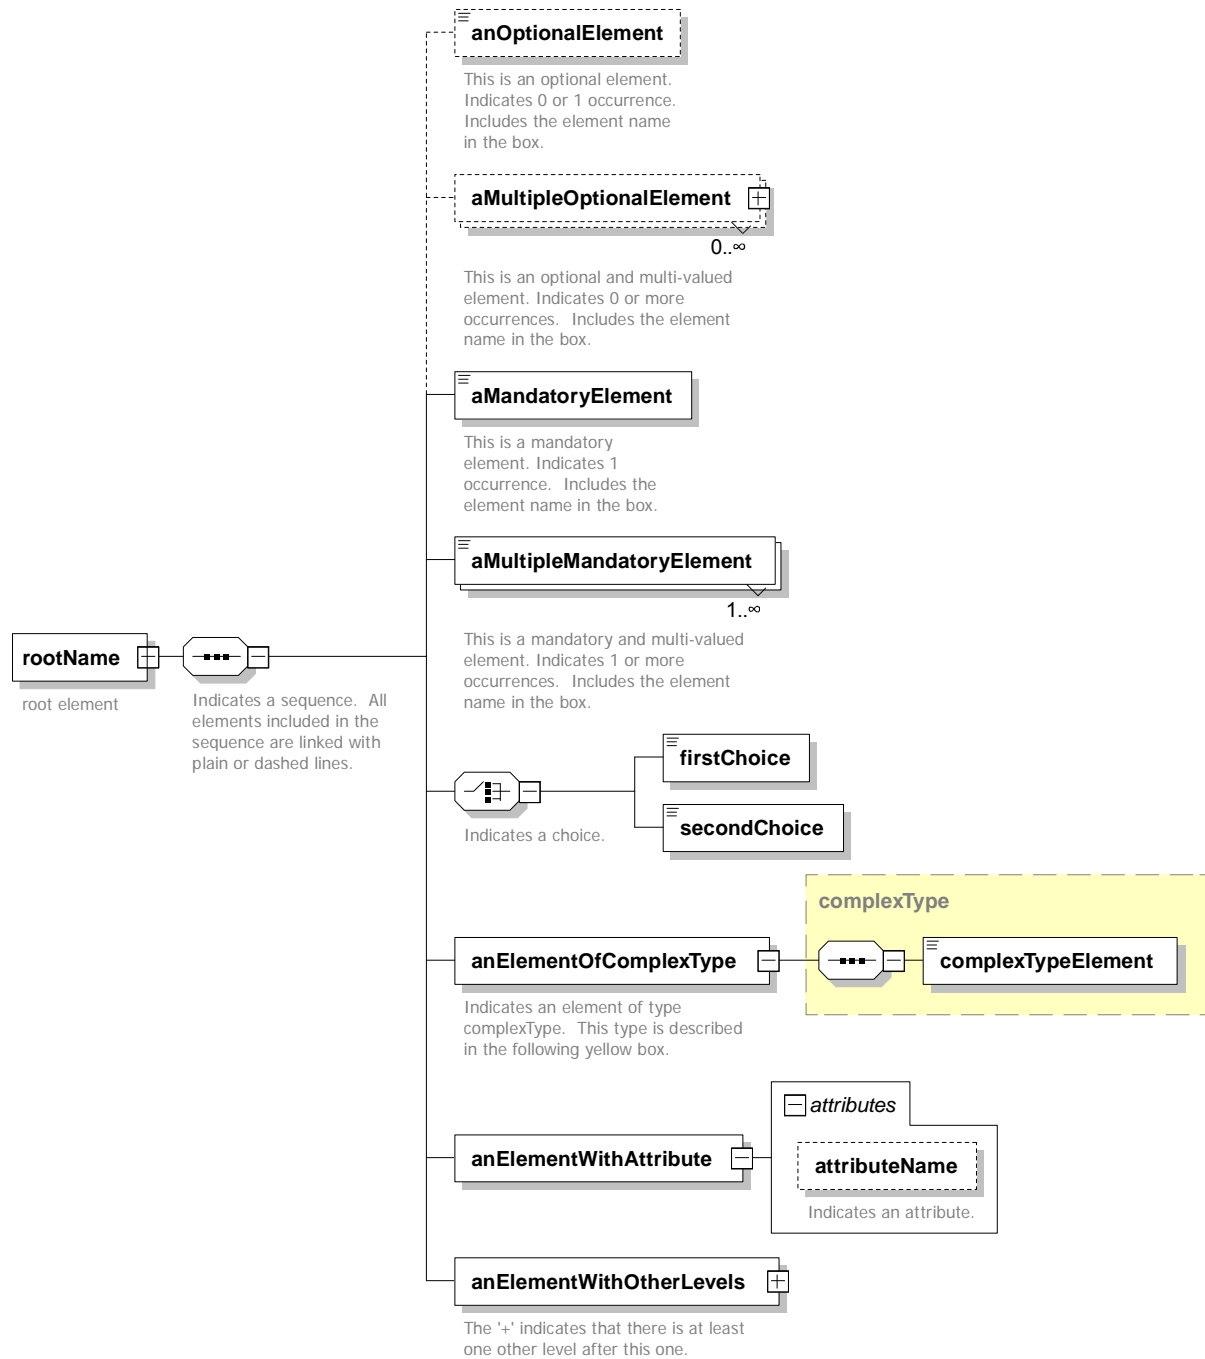 anOptionalElement
This is an optional element.
Indicates 0 or 1 occurrence.
Includes the element name
in the box.
aMultipleOptionalElement
0..∞
This is an optional and multi-valued
element. Indicates 0 or more
occurrences.  Includes the element
name in the box.
aMandatoryElement
This is a mandatory
element. Indicates 1
occurrence.  Includes the
element name in the box.
aMultipleMandatoryElement
1..∞
This is a mandatory and multi-valued
element. Indicates 1 or more
occurrences.  Includes the element
name in the box.
rootName
root element
Indicates a sequence.  All
elements included in the
sequence are linked with
plain or dashed lines.
firstChoice
secondChoice
Indicates a choice.
complexType
anElementOfComplexType
complexTypeElement
Indicates an element of type
complexType.  This type is described
in the following yellow box.
attributes
anElementWithAttribute
attributeName
Indicates an attribute.
anElementWithOtherLevels
The '+' indicates that there is at least
one other level after this one.